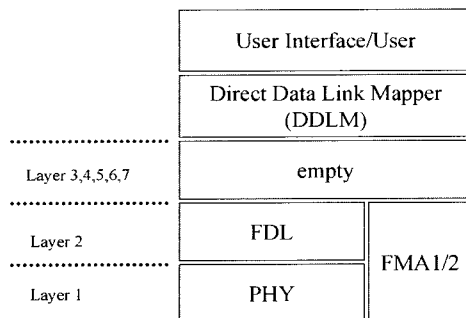 User Interface/User
Direct Data Link Mapper
(DDLM)
Layer 3,4,5,6,7
empty
Layer 2
FDL
FMA1/2
Layer 1
PHY